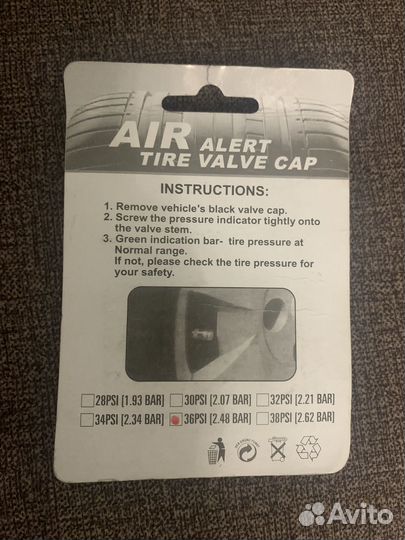 AIR ALERT
TIRE VALVE CAP
INSTRUCTIONS:
1. Remove vehicle's black valve cap.
2. Screw the pressure indicator tightly onto
the valve stem.
3. Green indication bar- tire pressure at
Normal range.
If not, please check the tire pressure for
your safety.
28PSI [1.93 BAR] 30PSI [2.07 BAR] 32PSI [2.21 BAR]
34PSI [2.34 BAR] 36PSI [2.48 BAR] 38PSI [2.62 BAR]
Avito